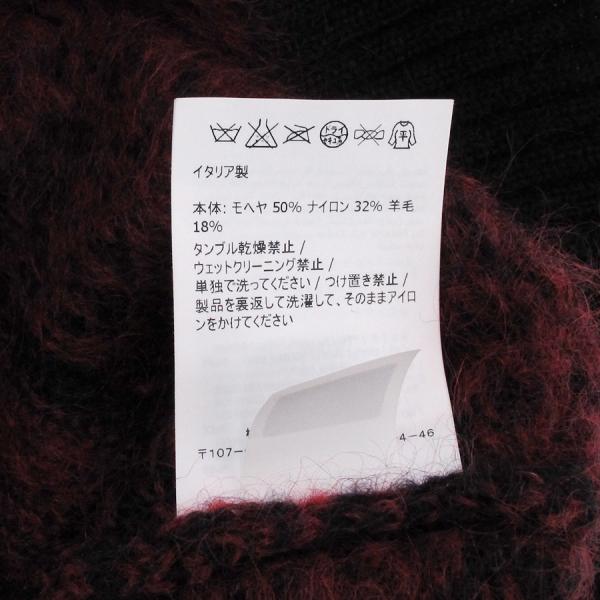 ドライ
平
イタリア製
本体: モヘヤ 50% ナイロン 32% 羊毛
18%
タンブル乾燥禁止 /
ウェットクリーニング禁止 /
単独で洗ってください / つけ置き禁止 /
製品を裏返して洗濯して、そのままアイロ
ンをかけてください
〒107- 4-46